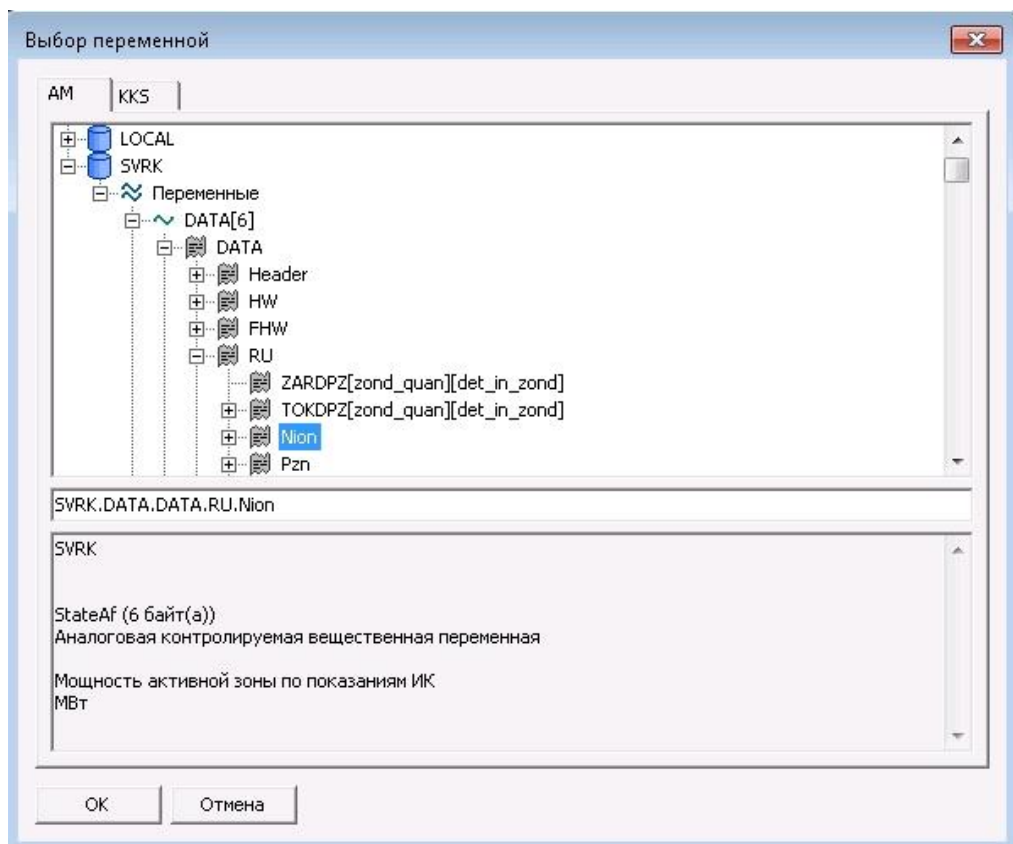 Выбор переменной
AM KKS
LOCAL
SVRK
Переменные
DATA[6]
DATA
Header
HW
FHW
RU
ZARDPZ[zond_quan][det_in_zond]
TOKDPZ[zond_quan][det_in_zond]
Nion
Pzn
SVRK.DATA.DATA.RU.Nion
SVRK
StateAf (6 байт(а))
Аналоговая контролируемая вещественная переменная
Мощность активной зоны по показаниям ИК
МВт
OK Отмена